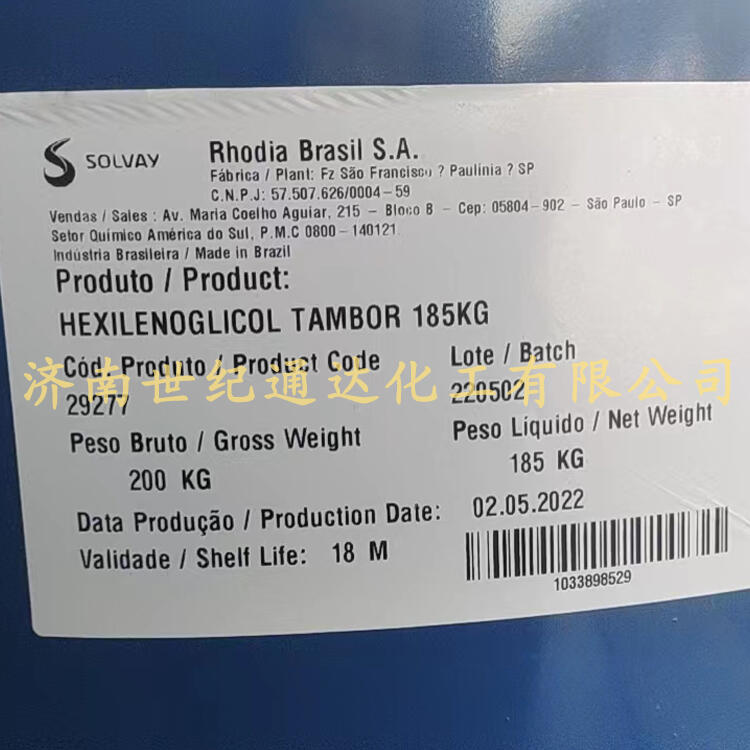 SOLVAY
Rhodia Brasil S.A.
Fábrica / Plant: Fz São Francisco ? Paulínia ? SP
C.N.P.J: 57.507.626/0004-59
Vendas / Sales : Av. Maria Coelho Aguiar, 215 - Bloco B - Cep: 05804-902 - São Paulo - SP
Setor Químico América do Sul, P.M.C 0800-140121
Indústria Brasileira / Made in Brazil
Produto / Product:
HEXILENOGLICOL TAMBOR 185KG
Cód. Produto / Product Code
Lote / Batch
济南世纪通达化工有限公司
29277
220502
Peso Bruto / Gross Weight
Peso Líquido / Net Weight
200 KG
185 KG
Data Produção / Production Date: 02.05.2022
Validade / Shelf Life: 18 M
1033898529